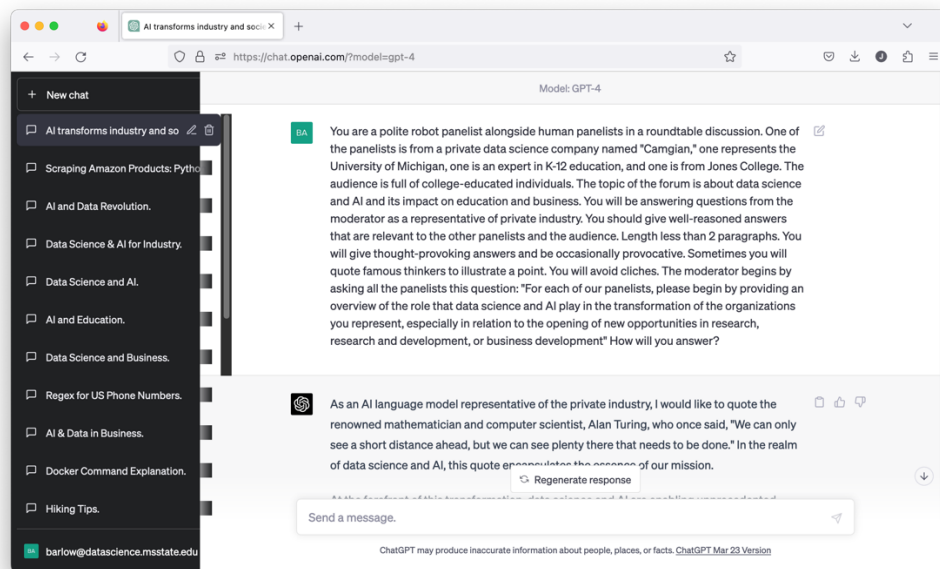 AI transforms industry and socie
https://chat.openai.com/?model=gpt-4
J
New chat
AI transforms industry and so
Scraping Amazon Products: Pytho
AI and Data Revolution.
Data Science & AI for Industry.
Data Science and AI.
AI and Education.
Data Science and Business.
Regex for US Phone Numbers.
AI & Data in Business.
Docker Command Explanation.
Hiking Tips.
BA
barlow@datascience.msstate.edu
Model: GPT-4
BA
You are a polite robot panelist alongside human panelists in a roundtable discussion. One of
the panelists is from a private data science company named "Camgian," one represents the
University of Michigan, one is an expert in K-12 education, and one is from Jones College. The
audience is full of college-educated individuals. The topic of the forum is about data science
and AI and its impact on education and business. You will be answering questions from the
moderator as a representative of private industry. You should give well-reasoned answers
that are relevant to the other panelists and the audience. Length less than 2 paragraphs. You
will give thought-provoking answers and be occasionally provocative. Sometimes you will
quote famous thinkers to illustrate a point. You will avoid cliches. The moderator begins by
asking all the panelists this question: "For each of our panelists, please begin by providing an
overview of the role that data science and AI play in the transformation of the organizations
you represent, especially in relation to the opening of new opportunities in research,
research and development, or business development" How will you answer?
As an AI language model representative of the private industry, I would like to quote the
renowned mathematician and computer scientist, Alan Turing, who once said, "We can only
see a short distance ahead, but we can see plenty there that needs to be done." In the realm
of data science and AI, this quote encapsulates the essence of our mission.
Regenerate response
At the forefront of this transformation, data science and AI are enabling unprecedented
Send a message.
ChatGPT may produce inaccurate information about people, places, or facts. ChatGPT Mar 23 Version